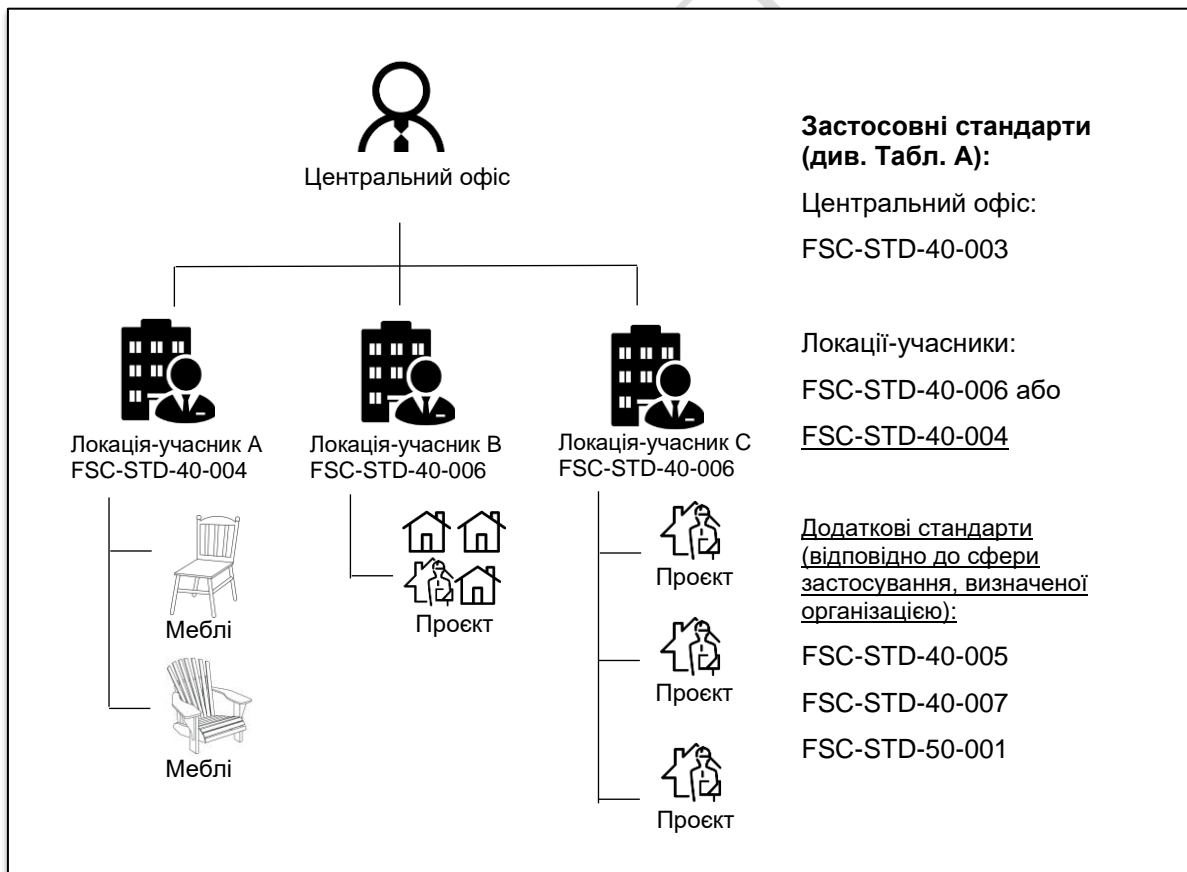 Центральний офіс
Локація-учасник A
FSC-STD-40-004
Меблі
Меблі
Локація-учасник B
FSC-STD-40-006
Проєкт
Локація-учасник C
FSC-STD-40-006
Проєкт
Проєкт
Проєкт
Застосовні стандарти
(див. Табл. А):
Центральний офіс:
FSC-STD-40-003
Локації-учасники:
FSC-STD-40-006 або
FSC-STD-40-004
Додаткові стандарти
(відповідно до сфери
застосування, визначеної
організацією):
FSC-STD-40-005
FSC-STD-40-007
FSC-STD-50-001